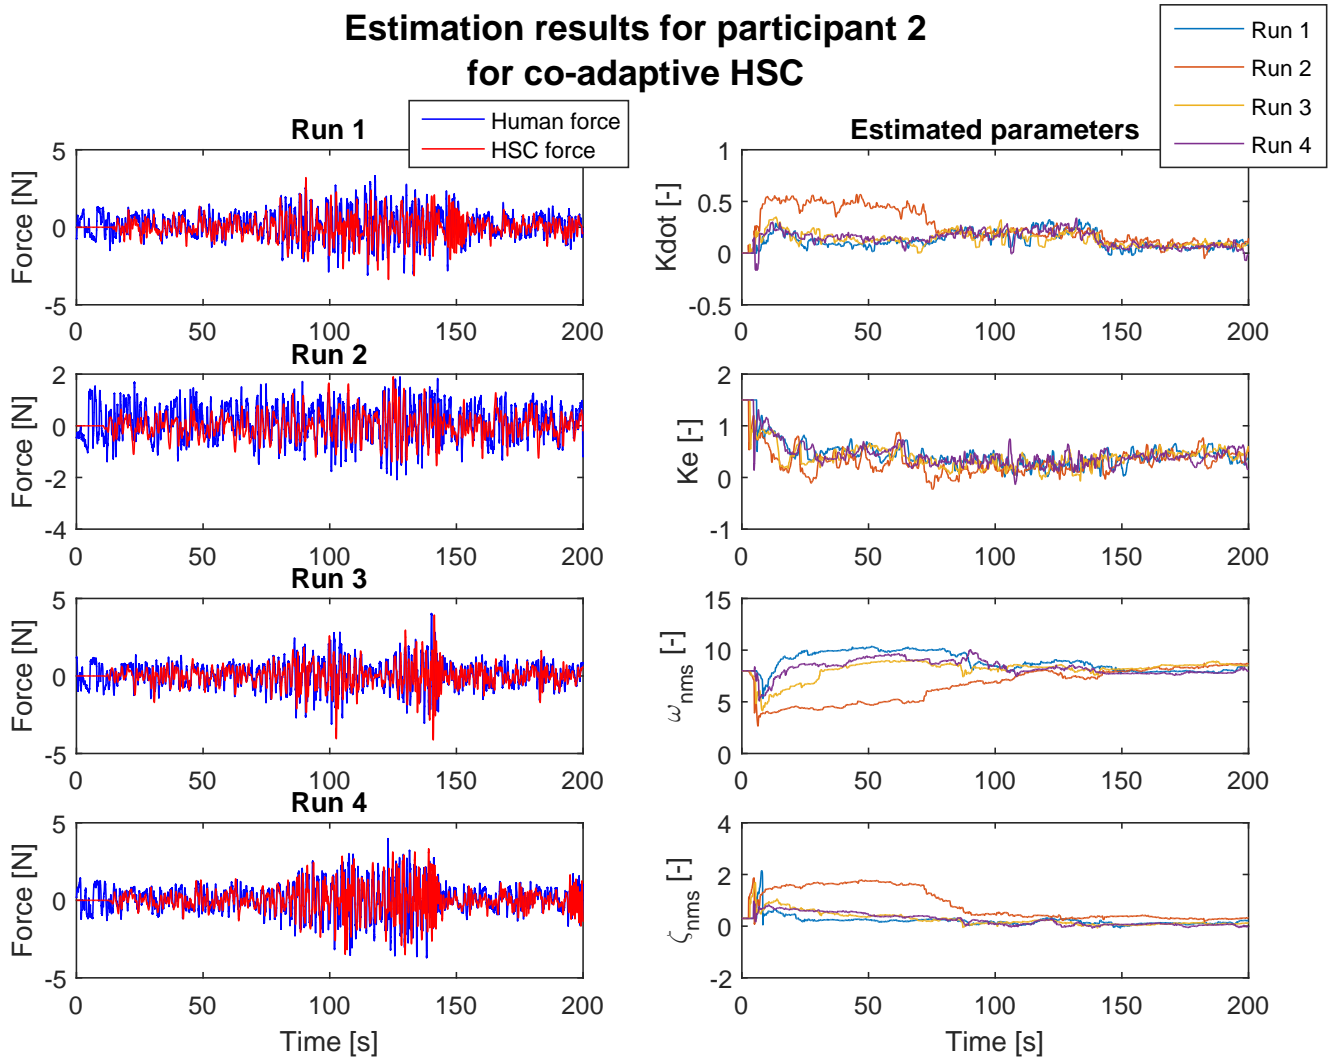 Estimation results for participant 2
for co-adaptive HSC
Run 1
Run 2
Run 3
Run 4
Run 1
Human force
HSC force
5
0
-5
Force [N]
0 50 100 150 200
Estimated parameters
1
0.5
0
-0.5
Kdot [-]
0 50 100 150 200
Run 2
2
0
-2
-4
Force [N]
0 50 100 150 200
2
1
0
-1
Ke [-]
0 50 100 150 200
Run 3
5
0
-5
Force [N]
0 50 100 150 200
15
10
5
0
ωnms [-]
0 50 100 150 200
Run 4
5
0
-5
Force [N]
0 50 100 150 200
Time [s]
4
2
0
-2
ζnms [-]
0 50 100 150 200
Time [s]